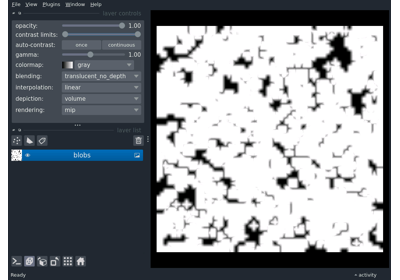 File View Plugins Window Help
layer controls
opacity: 1.00
contrast limits:
auto-contrast: once continuous
gamma: 1.00
colormap: gray
blending: translucent_no_depth
interpolation: linear
depiction: volume
rendering: mip
layer list
blobs
Ready
activity